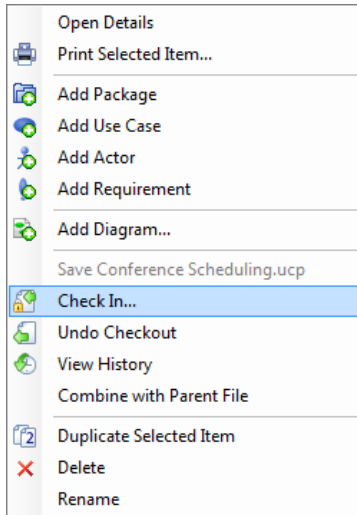 Open Details
Print Selected Item...
Add Package
Add Use Case
Add Actor
Add Requirement
Add Diagram...
Save Conference Scheduling.ucp
Check In...
Undo Checkout
View History
Combine with Parent File
2 Duplicate Selected Item
Delete
Rename